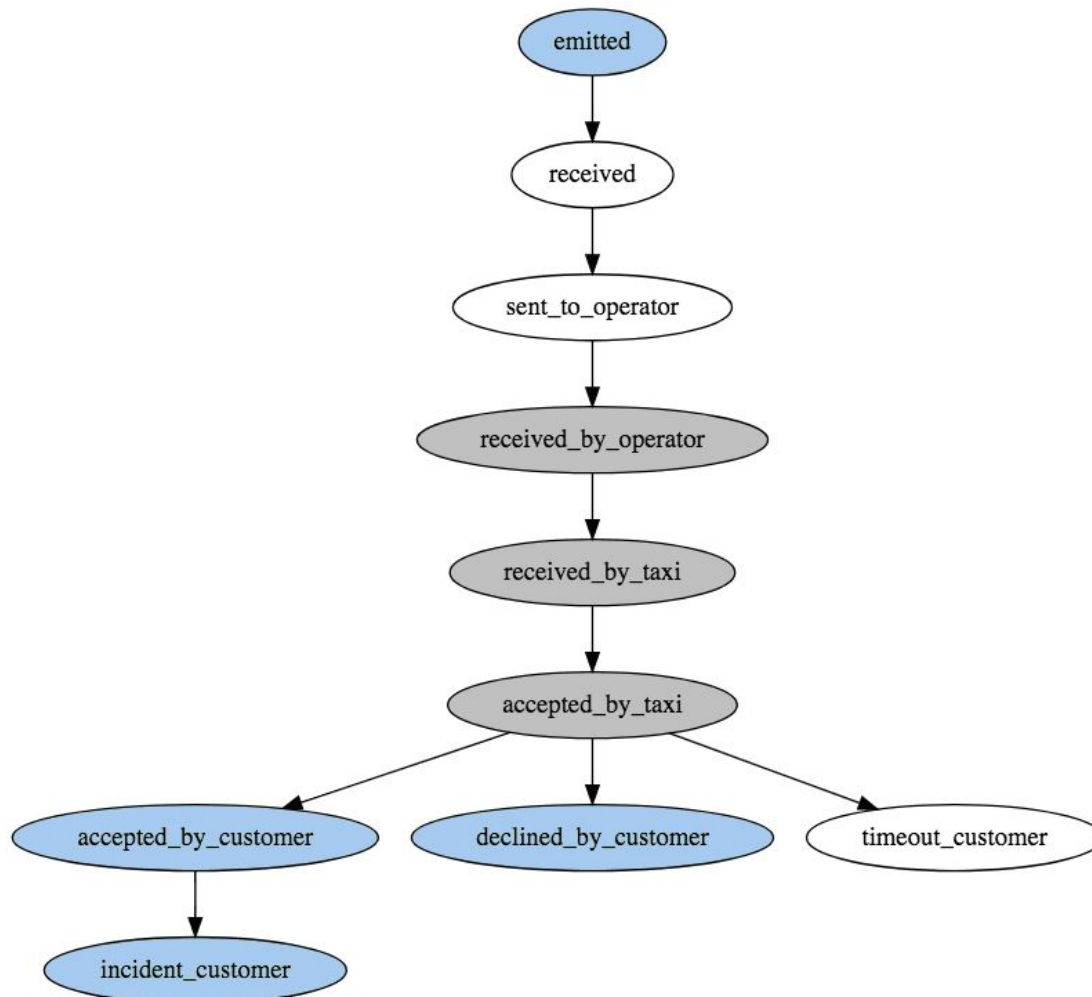 emitted
received
sent_to_operator
received_by_operator
received_by_taxi
accepted_by_taxi
accepted_by_customer
declined_by_customer
timeout_customer
incident_customer